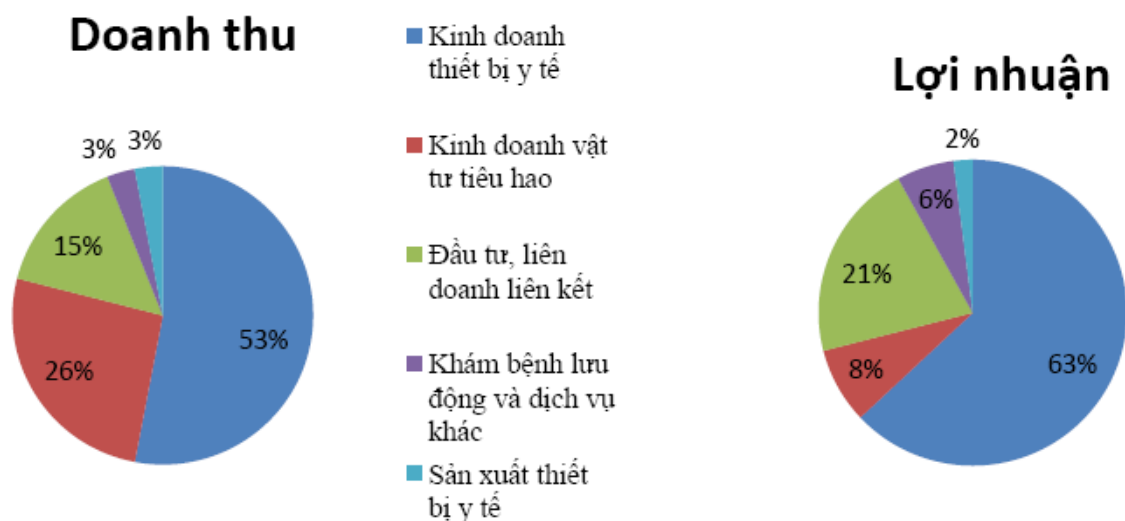 Doanh thu
3%
3%
15%
26%
53%
Kinh doanh
thiết bị y tế
Kinh doanh vật
tư tiêu hao
Đầu tư, liên
doanh liên kết
Khám bệnh lưu
động và dịch vụ
khác
Sản xuất thiết
bị y tế
Lợi nhuận
2%
6%
21%
8%
63%